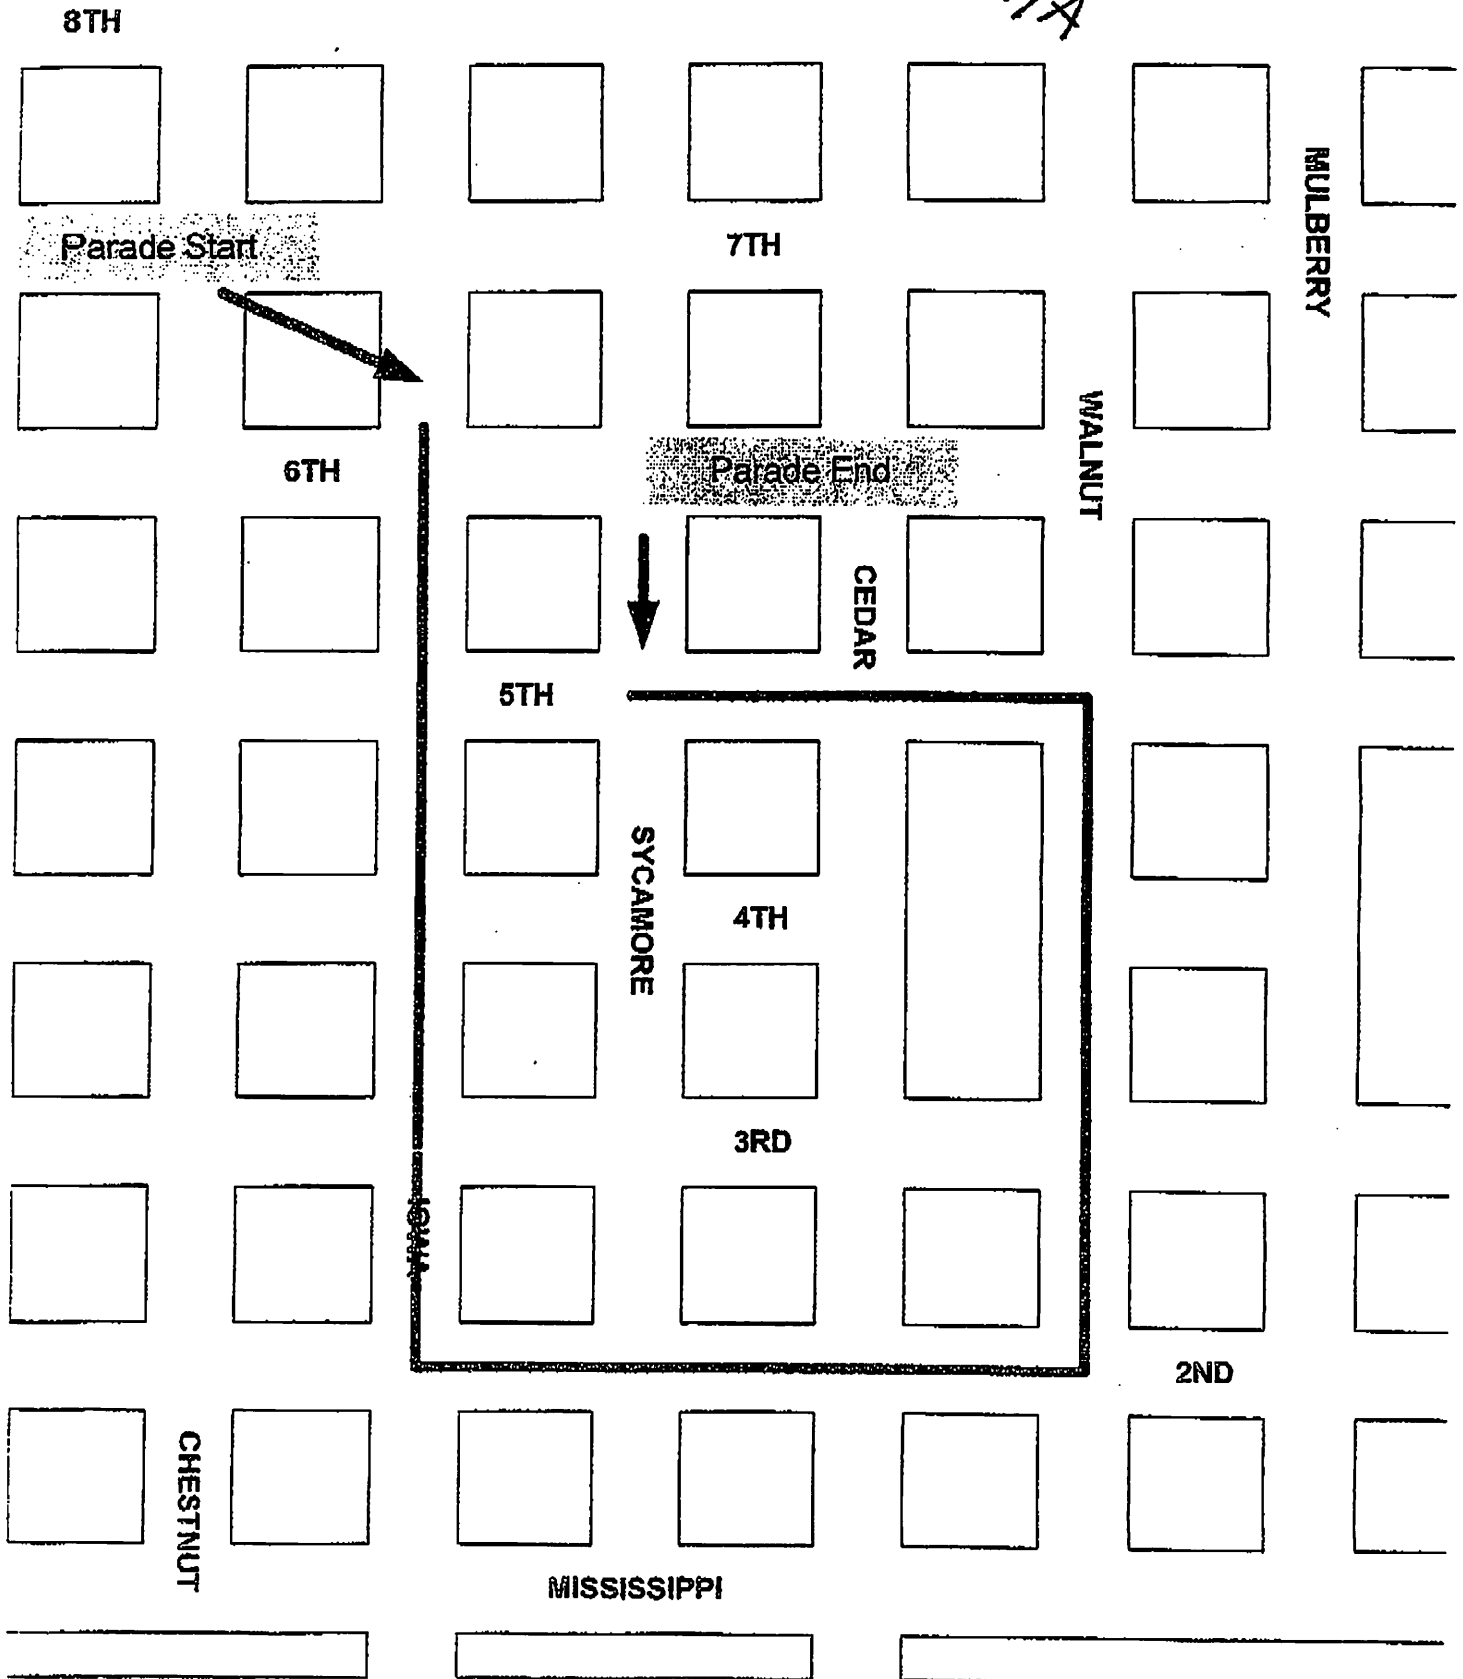 8TH
Parade Start
7TH
MULBERRY
6TH
Parade End
WALNUT
CEDAR
5TH
SYCAMORE
4TH
3RD
IOWA
2ND
CHESTNUT
MISSISSIPPI